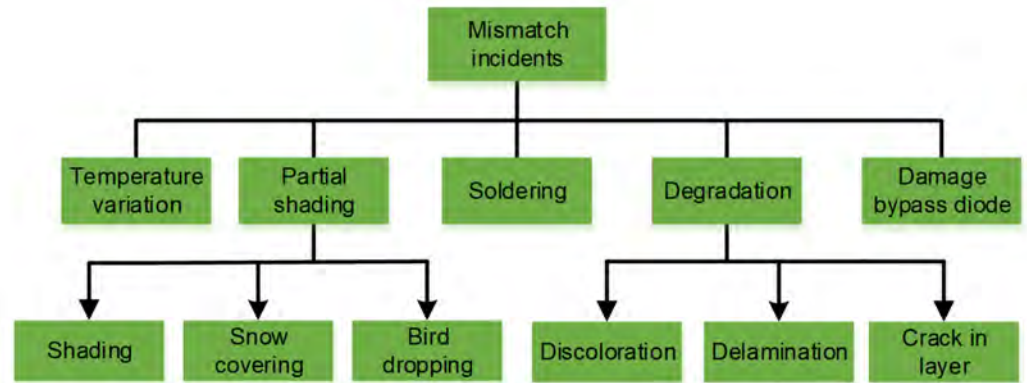 Mismatch
incidents
Temperature
variation
Partial
shading
Soldering
Degradation
Damage
bypass diode
Shading
Snow
covering
Bird
dropping
Discoloration
Delamination
Crack in
layer